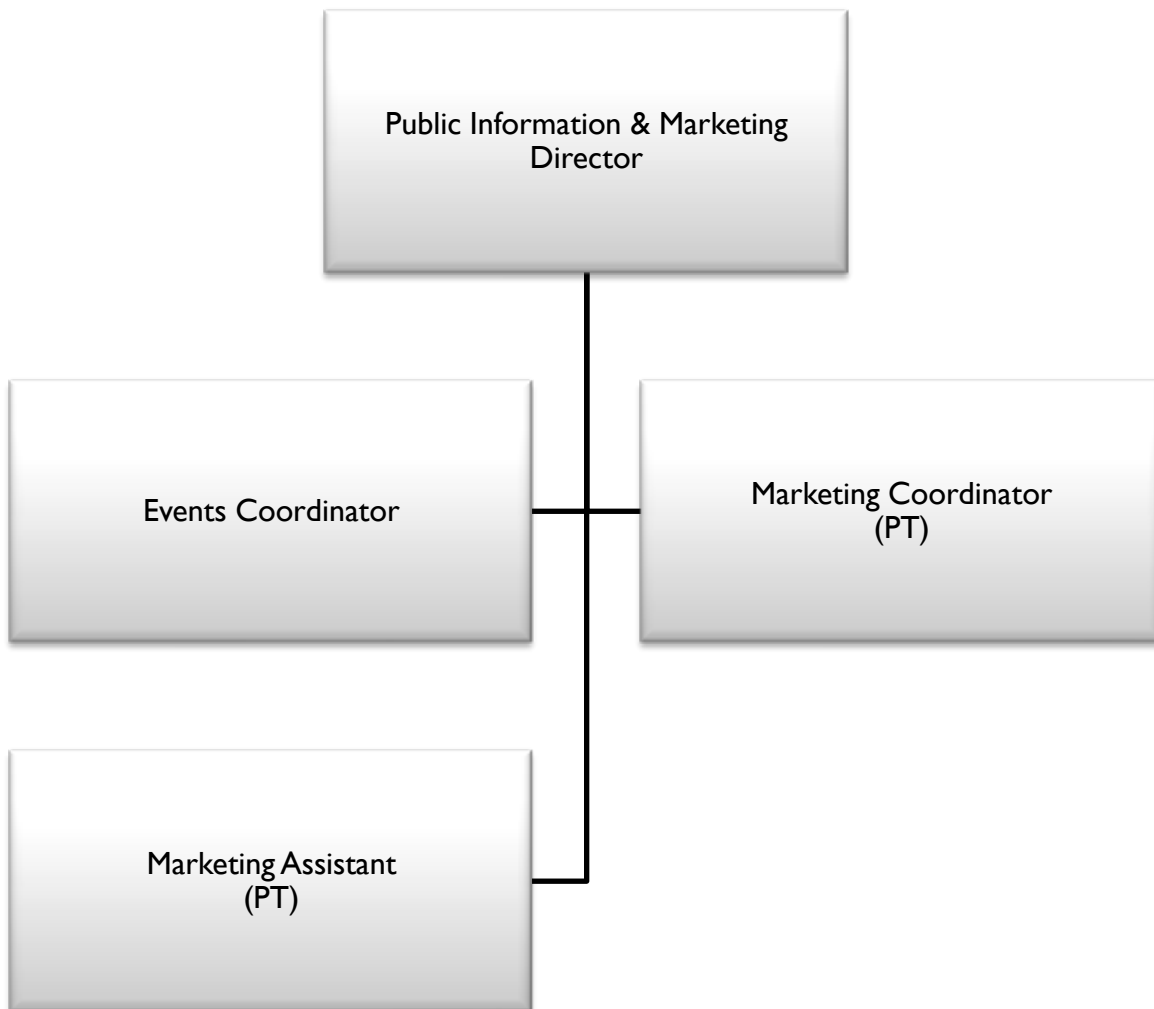 Public Information & Marketing
Director
Events Coordinator
Marketing Coordinator
(PT)
Marketing Assistant
(PT)